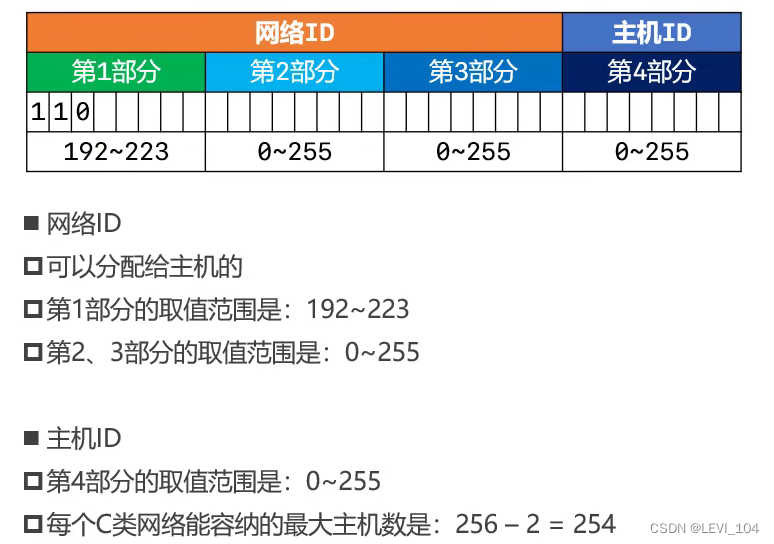 网络ID 主机ID
第1部分 第2部分 第3部分 第4部分
1 1 0
192~223 0~255 0~255 0~255
■ 网络ID
可以分配给主机的
第1部分的取值范围是：192~223
第2、3部分的取值范围是：0~255
■ 主机ID
第4部分的取值范围是：0~255
每个C类网络能容纳的最大主机数是：256 – 2 = 254
CSDN @LEVI_104